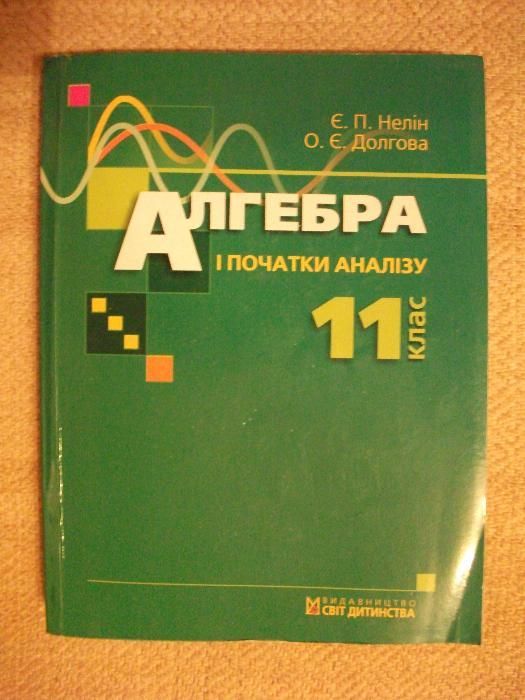 Є. П. Нелін
О. Є. Долгова
АЛГЕБРА
І ПОЧАТКИ АНАЛІЗУ
11 клас
ВИДАВНИЦТВО
СВІТ ДИТИНСТВА